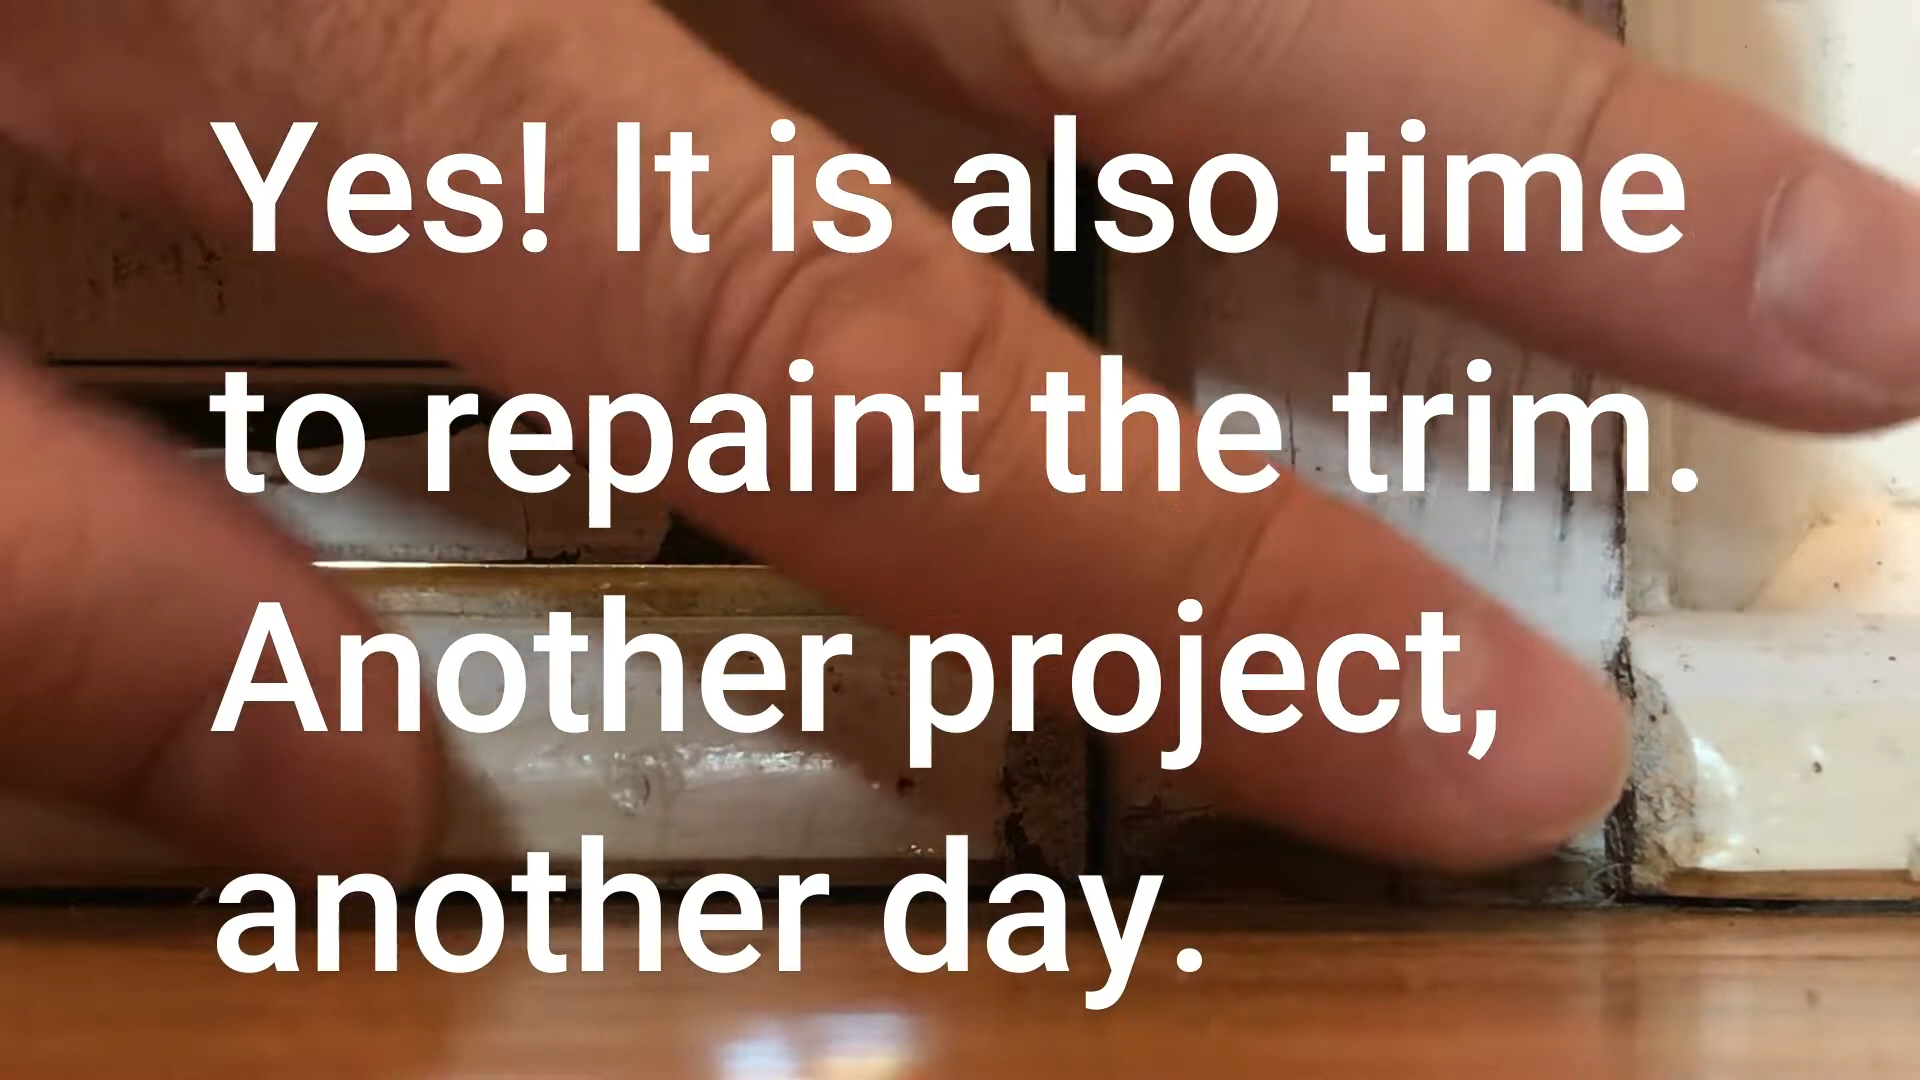 Yes! It is also time
to repaint the trim.
Another project,
another day.